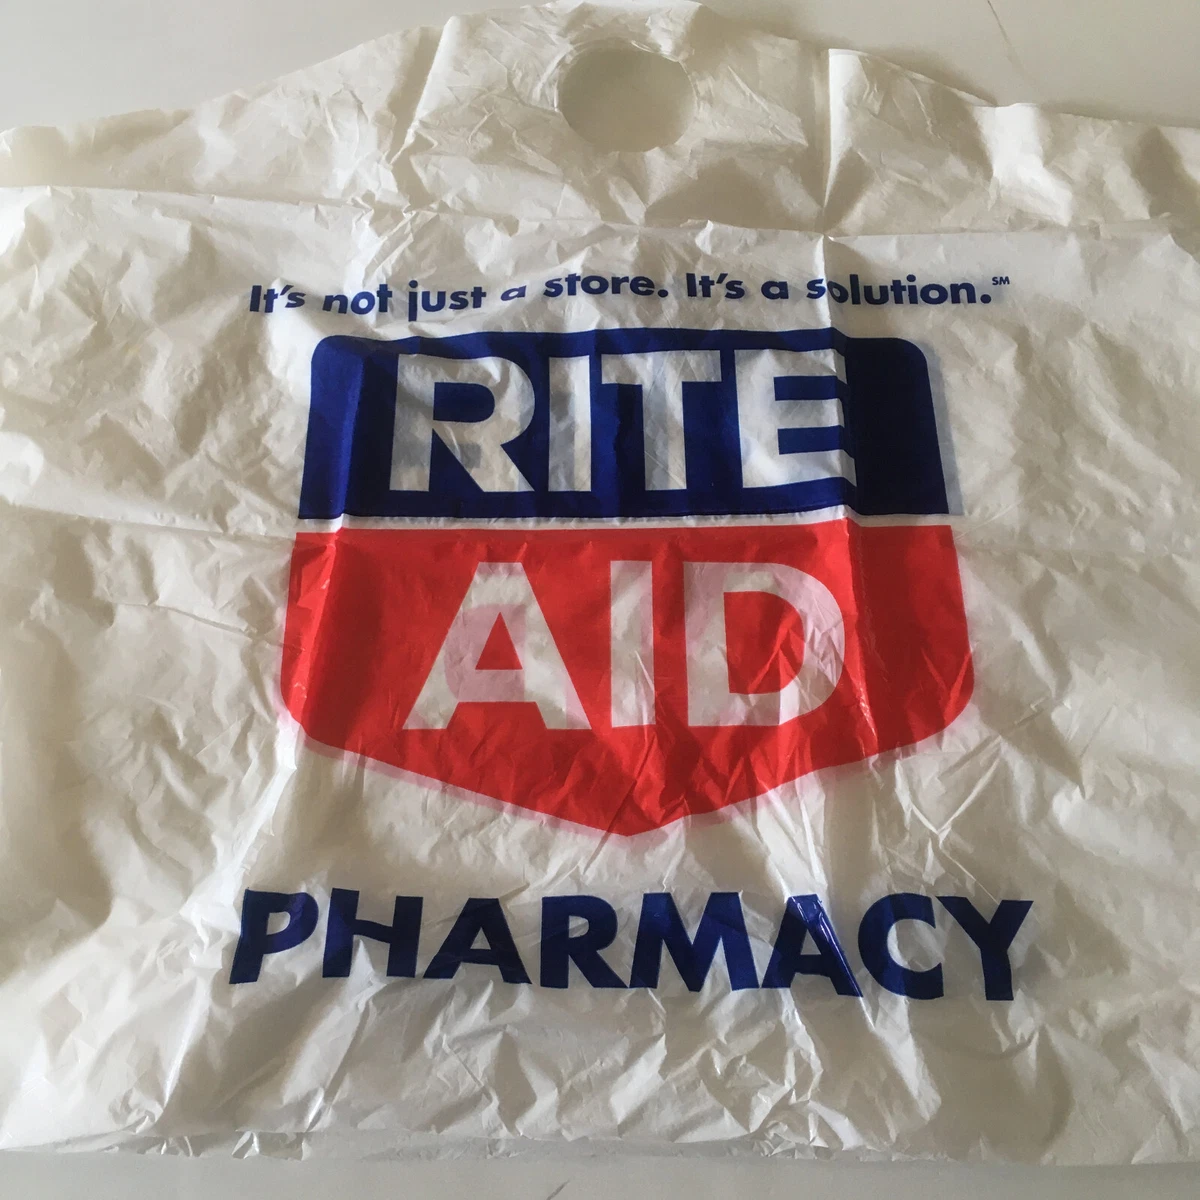 It's not just a store. It's a solution.℠
RITE
AID
PHARMACY